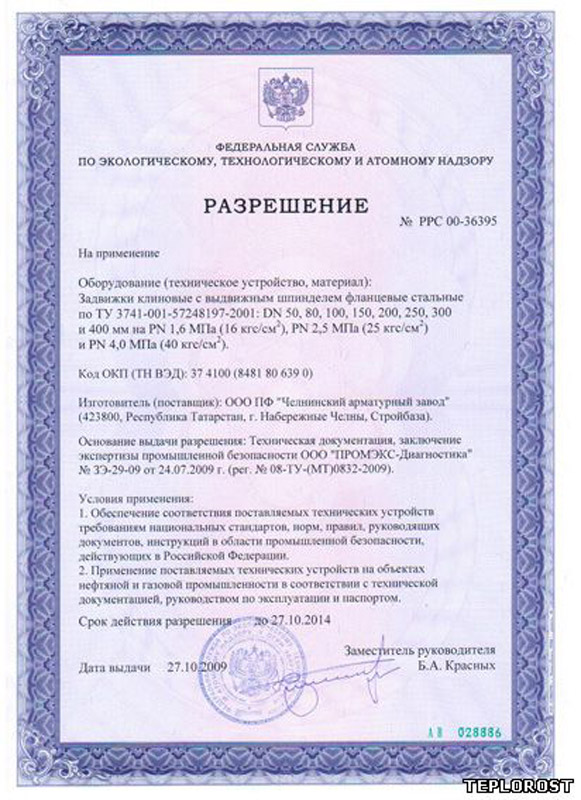 ФЕДЕРАЛЬНАЯ СЛУЖБА
ПО ЭКОЛОГИЧЕСКОМУ, ТЕХНОЛОГИЧЕСКОМУ И АТОМНОМУ НАДЗОРУ
РАЗРЕШЕНИЕ
№ РРС 00-36395
На применение
Оборудование (техническое устройство, материал):
Задвижки клиновые с выдвижным шпинделем фланцевые стальные
по ТУ 3741-001-57248197-2001: DN 50, 80, 100, 150, 200, 250, 300
и 400 мм на PN 1,6 МПа (16 кгс/см²), PN 2,5 МПа (25 кгс/см²)
и PN 4,0 МПа (40 кгс/см²).
Код ОКП (ТН ВЭД): 37 4100 (8481 80 639 0)
Изготовитель (поставщик): ООО ПФ "Челнинский арматурный завод"
(423800, Республика Татарстан, г. Набережные Челны, Стройбаза).
Основание выдачи разрешения: Техническая документация, заключение
экспертизы промышленной безопасности ООО "ПРОМЭКС-Диагностика"
№ ЗЭ-29-09 от 24.07.2009 г. (рег. № 08-ТУ-(МТ)0832-2009).
Условия применения:
1. Обеспечение соответствия поставляемых технических устройств
требованиям национальных стандартов, норм, правил, руководящих
документов, инструкций в области промышленной безопасности,
действующих в Российской Федерации.
2. Применение поставляемых технических устройств на объектах
нефтяной и газовой промышленности в соответствии с технической
документацией, руководством по эксплуатации и паспортом.
Срок действия разрешения до 27.10.2014
Заместитель руководителя
Дата выдачи 27.10.2009 Б.А. Красных
АВ 028886
TEPLOROST